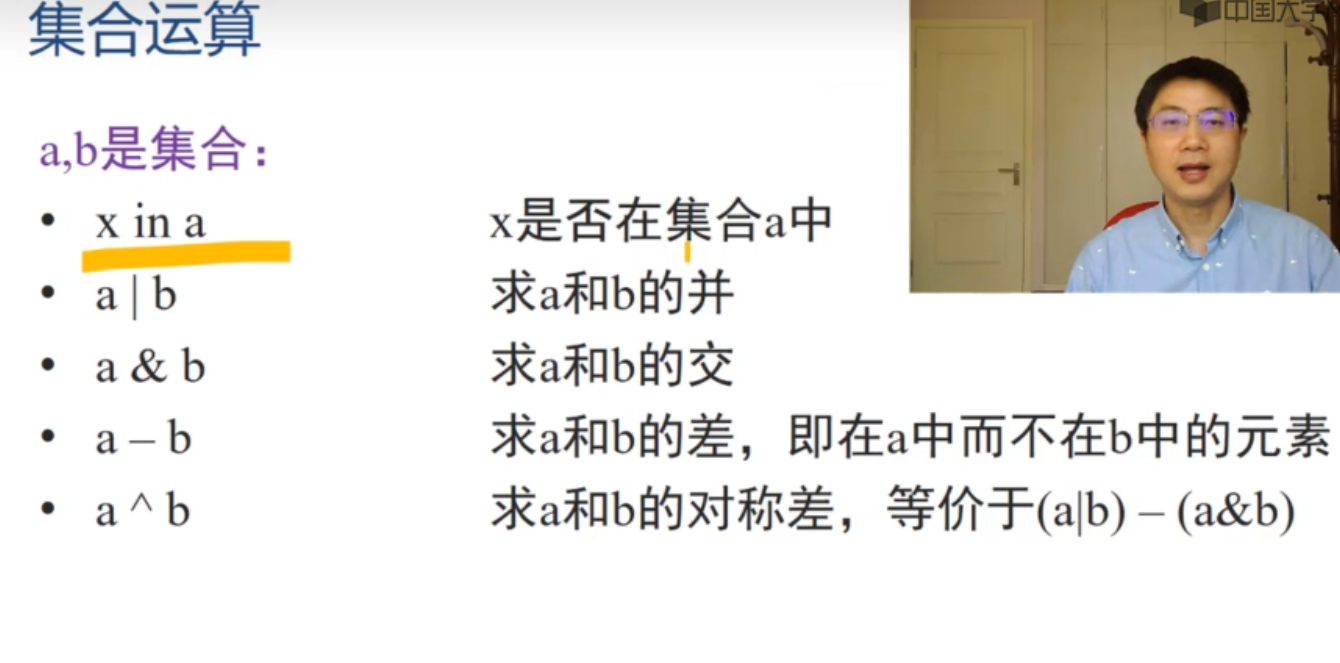 集合运算
中国大学
a,b是集合：
• x in a x是否在集合a中
• a | b 求a和b的并
• a & b 求a和b的交
• a – b 求a和b的差，即在a中而不在b中的元素
• a ^ b 求a和b的对称差，等价于(a|b) – (a&b)